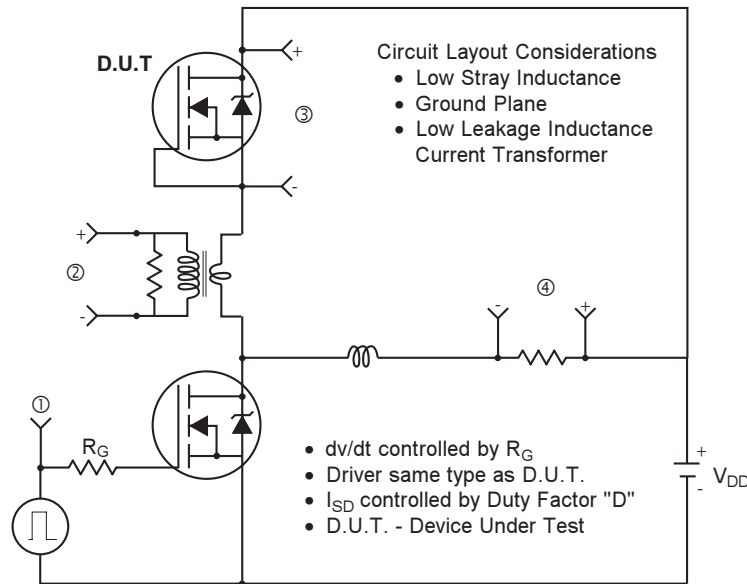 D.U.T
+
③
-
Circuit Layout Considerations
• Low Stray Inductance
• Ground Plane
• Low Leakage Inductance
Current Transformer
+
②
-
④
- +
①
RG
• dv/dt controlled by RG
• Driver same type as D.U.T.
• ISD controlled by Duty Factor "D"
• D.U.T. - Device Under Test
+
VDD
-